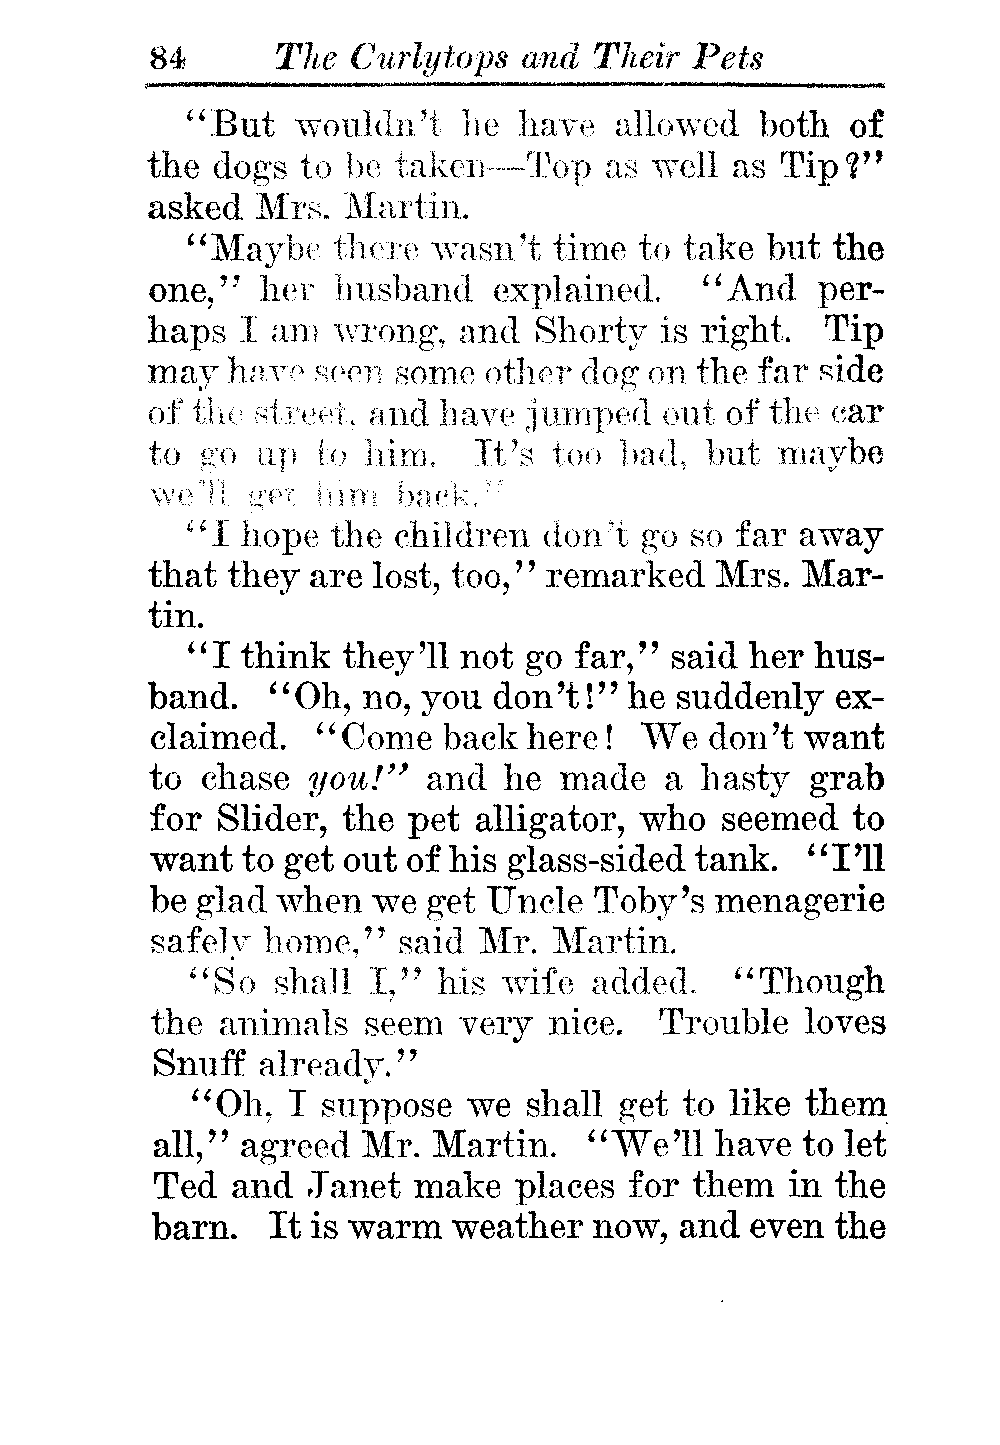 84 The Curlytops and Their Pets
"But wouldn't he have allowed both of
the dogs to be taken—Top as well as Tip?"
asked Mrs. Martin.
"Maybe there wasn't time to take but the
one," her husband explained. "And per-
haps I am wrong, and Shorty is right. Tip
may have seen some other dog on the far side
of the street, and have jumped out of the car
to go up to him. It's too bad, but maybe
we'll get him back."
"I hope the children don't go so far away
that they are lost, too," remarked Mrs. Mar-
tin.
"I think they'll not go far," said her hus-
band. "Oh, no, you don't!" he suddenly ex-
claimed. "Come back here! We don't want
to chase you!" and he made a hasty grab
for Slider, the pet alligator, who seemed to
want to get out of his glass-sided tank. "I'll
be glad when we get Uncle Toby's menagerie
safely home," said Mr. Martin.
"So shall I," his wife added. "Though
the animals seem very nice. Trouble loves
Snuff already."
"Oh, I suppose we shall get to like them
all," agreed Mr. Martin. "We'll have to let
Ted and Janet make places for them in the
barn. It is warm weather now, and even the